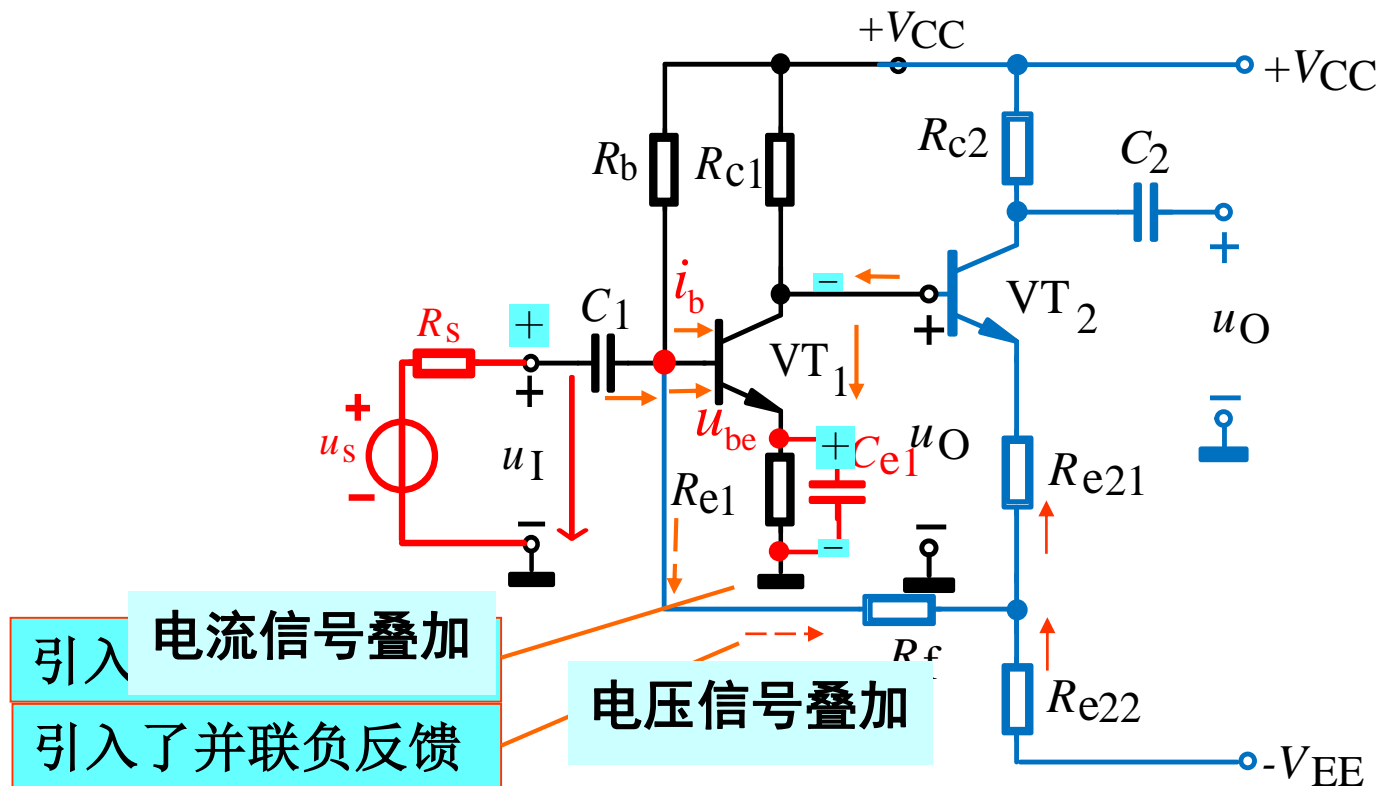 +VCC
+VCC
Rc2
C2
Rb
Rc1
+
−
VT2
ib
C1
+
uO
Rs
+
VT1
+
−
+
ube
+
Ce1
uO
us
uI
−
Re1
Re21
−
−
−
电流信号叠加
引入
Rf
电压信号叠加
Re22
引入了并联负反馈
-VEE